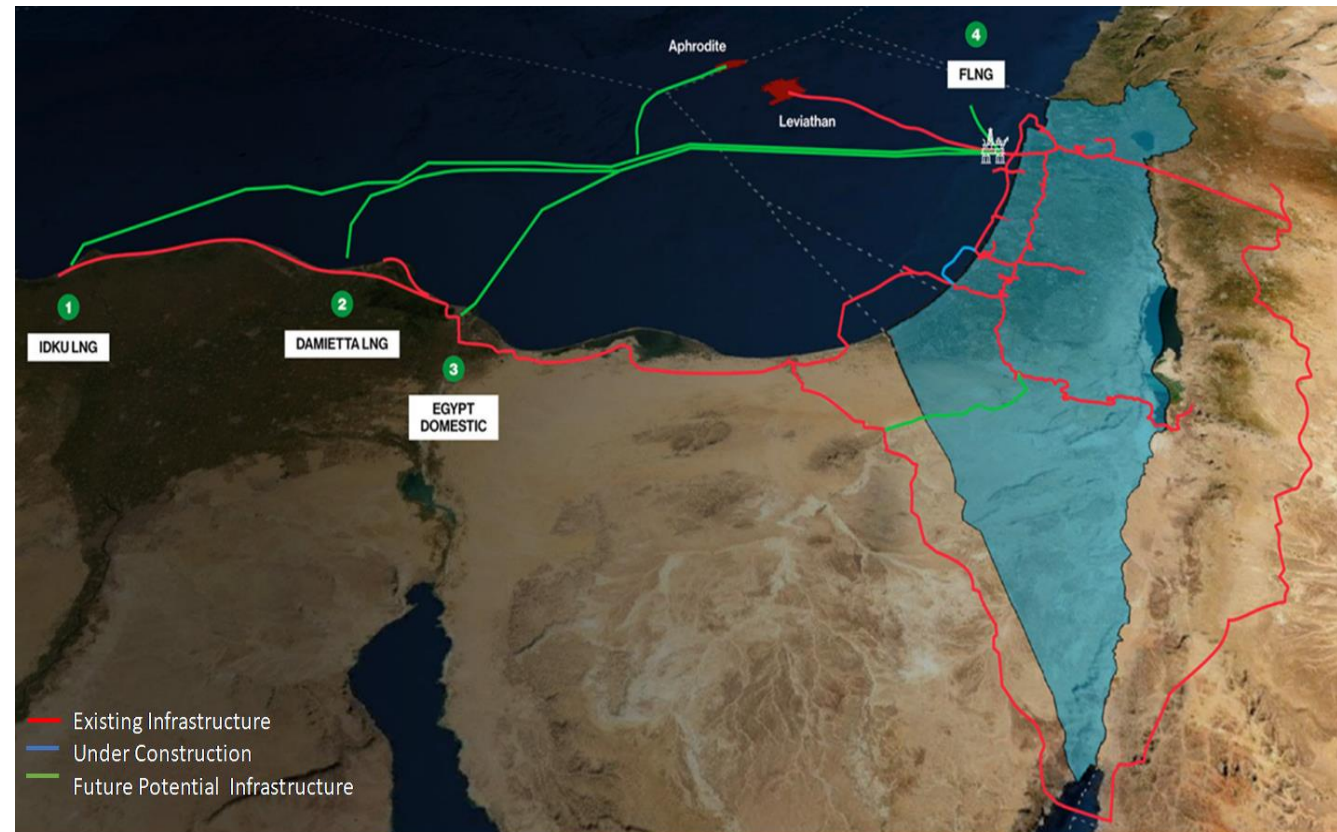 Aphrodite
Leviathan
4
FLNG
1
IDKU LNG
2
DAMIETTA LNG
3
EGYPT
DOMESTIC
Existing Infrastructure
Under Construction
Future Potential Infrastructure